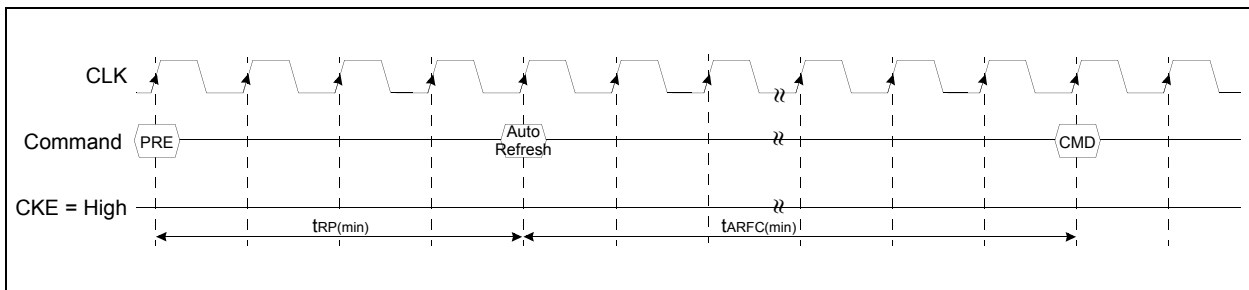 CLK
Command
PRE
Auto
Refresh
CMD
CKE = High
tRP(min)
tARFC(min)